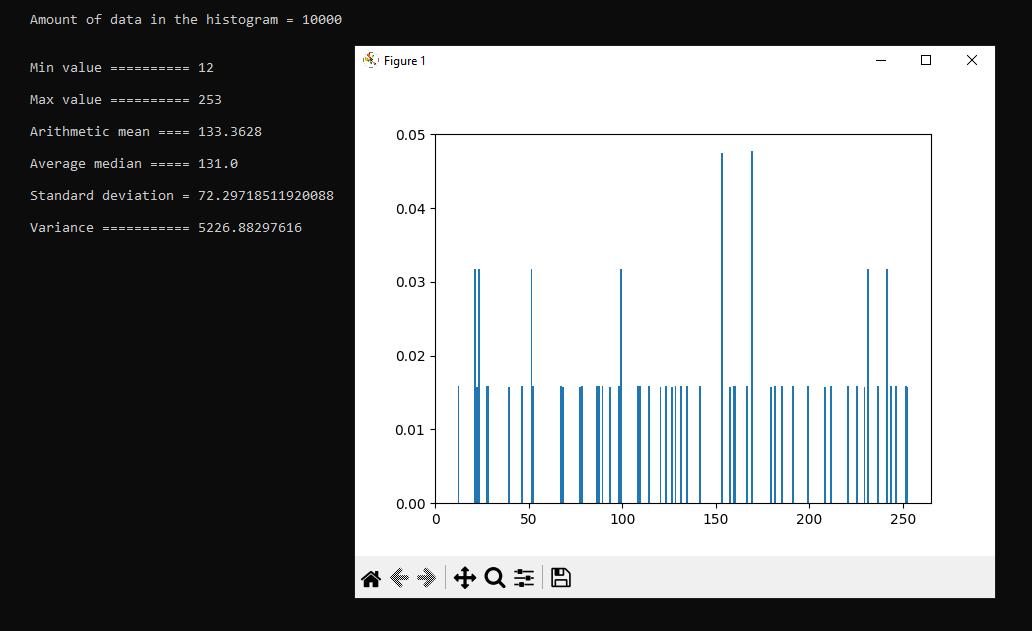 Amount of data in the histogram = 10000
Min value ========== 12
Max value ========== 253
Arithmetic mean ==== 133.3628
Average median ===== 131.0
Standard deviation = 72.29718511920088
Variance =========== 5226.88297616
Figure 1
0.05
0.04
0.03
0.02
0.01
0.00
0 50 100 150 200 250